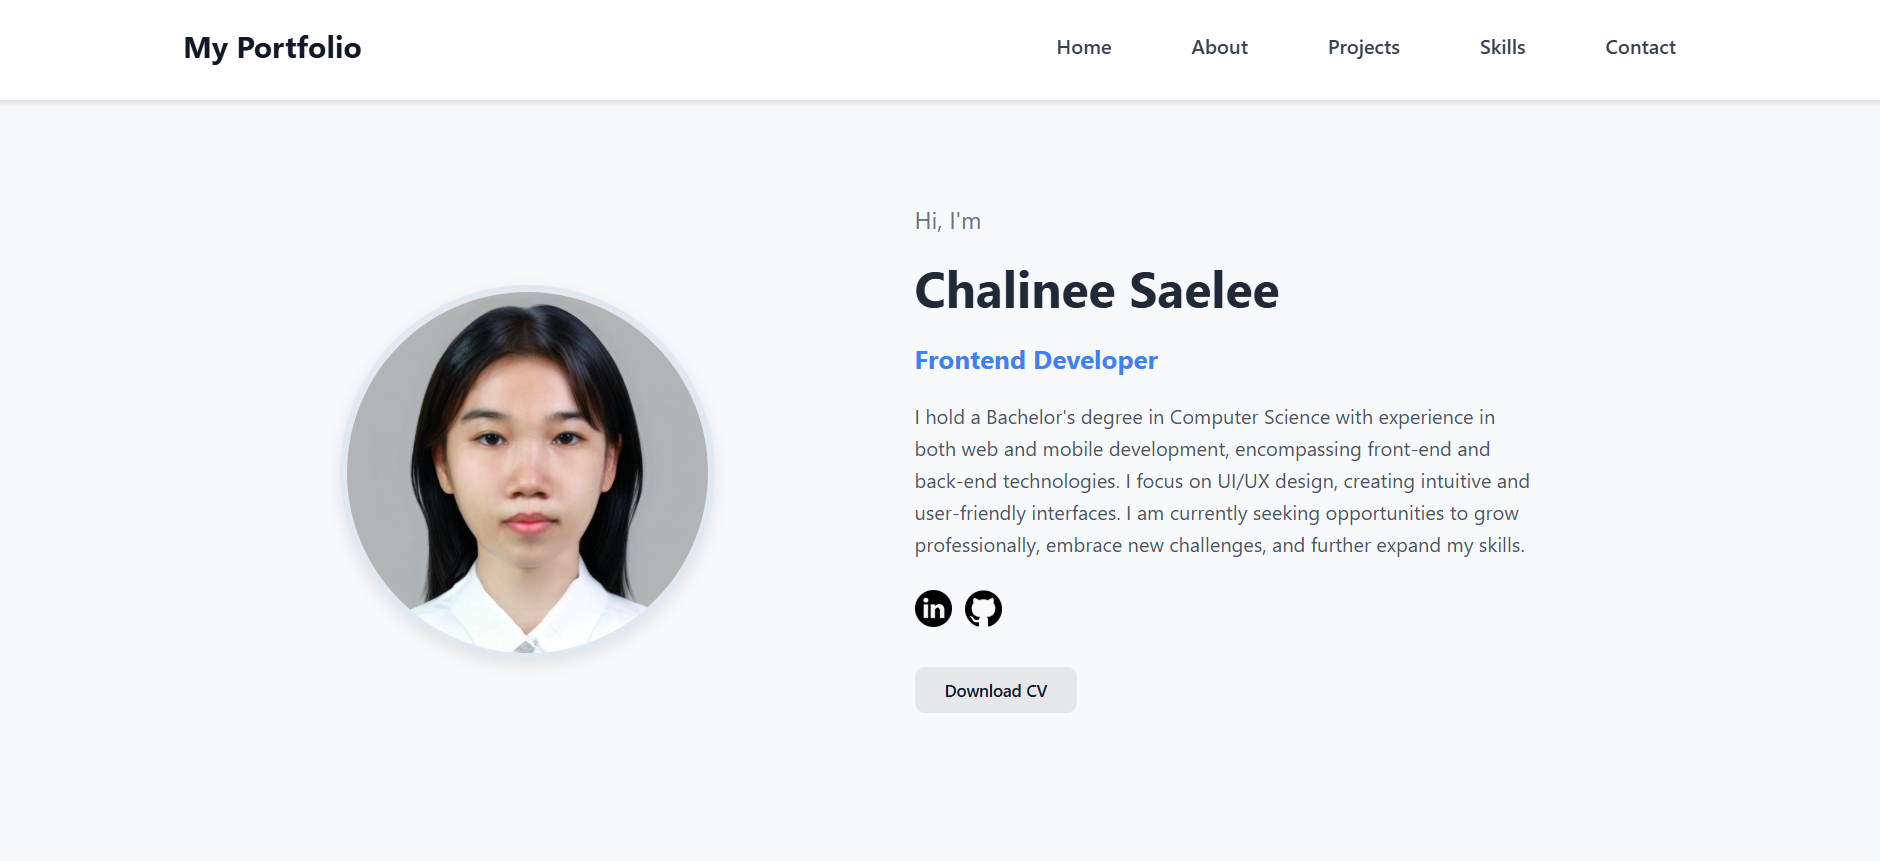 My Portfolio
Home
About
Projects
Skills
Contact
Hi, I'm
Chalinee Saelee
Frontend Developer
I hold a Bachelor's degree in Computer Science with experience in
both web and mobile development, encompassing front-end and
back-end technologies. I focus on UI/UX design, creating intuitive and
user-friendly interfaces. I am currently seeking opportunities to grow
professionally, embrace new challenges, and further expand my skills.
in
Download CV